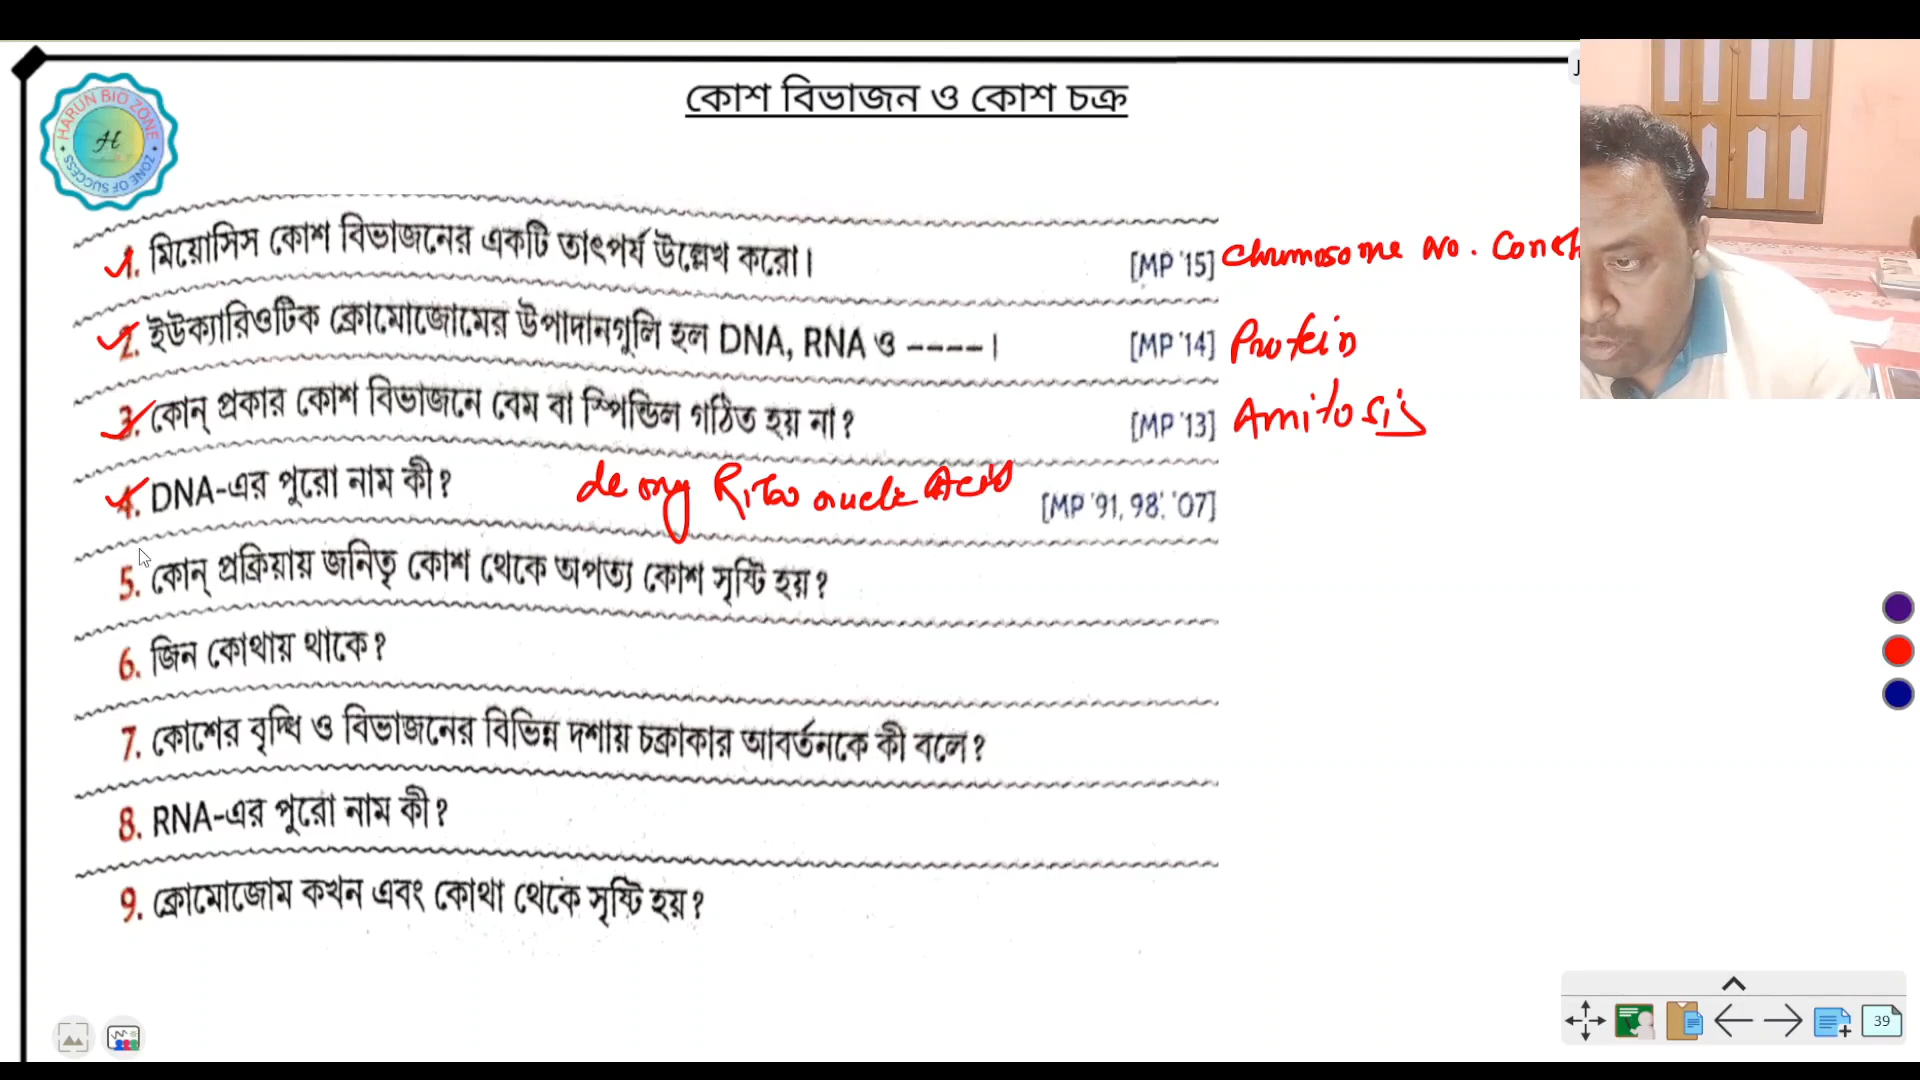 কোশ বিভাজন ও কোশ চক্র
HARUN BIO ZONE
H
ZONE OF SUCCESS
1. মিয়োসিস কোশ বিভাজনের একটি তাৎপর্য উল্লেখ করো। [MP '15] Chromosome No. Const
2. ইউক্যারিওটিক ক্রোমোজোমের উপাদানগুলি হল DNA, RNA ও ----। [MP '14] Protein
3. কোন্ প্রকার কোশ বিভাজনে বেম বা স্পিন্ডিল গঠিত হয় না? [MP '13] Amitosis
4. DNA-এর পুরো নাম কী? Acid [MP '91, 98', '07]
5. কোন্ প্রক্রিয়ায় জনিতৃ কোশ থেকে অপত্য কোশ সৃষ্টি হয়?
6. জিন কোথায় থাকে?
7. কোশের বৃদ্ধি ও বিভাজনের বিভিন্ন দশায় চক্রাকার আবর্তনকে কী বলে?
8. RNA-এর পুরো নাম কী?
9. ক্রোমোজোম কখন এবং কোথা থেকে সৃষ্টি হয়?
39